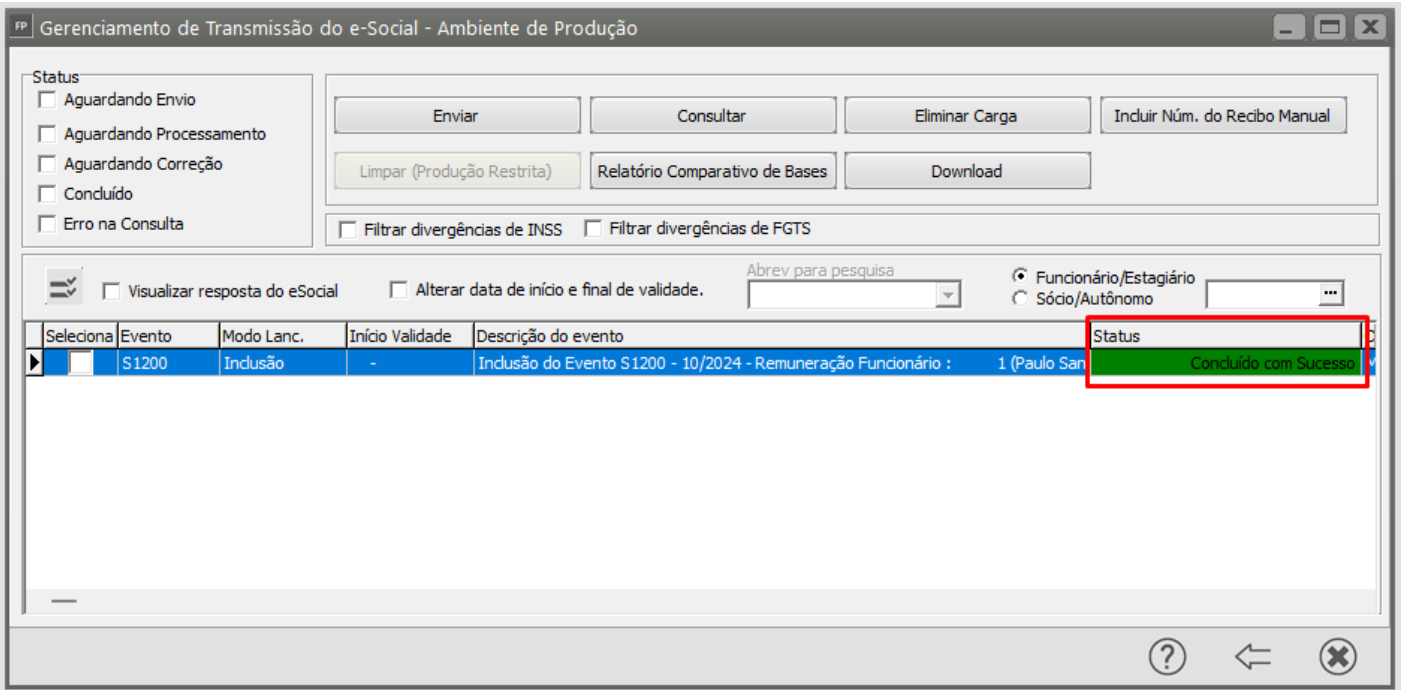 FP Gerenciamento de Transmissão do e-Social - Ambiente de Produção
Status
Aguardando Envio
Aguardando Processamento
Aguardando Correção
Concluído
Erro na Consulta
Enviar Consultar Eliminar Carga Incluir Núm. do Recibo Manual
Limpar (Produção Restrita) Relatório Comparativo de Bases Download
Filtrar divergências de INSS Filtrar divergências de FGTS
Visualizar resposta do eSocial Alterar data de início e final de validade.
Abrev para pesquisa
Funcionário/Estagiário
Sócio/Autônomo
...
Seleciona Evento Modo Lanc. Início Validade Descrição do evento Status
S1200 Inclusão - Inclusão do Evento S1200 - 10/2024 - Remuneração Funcionário : 1 (Paulo San Concluído com Sucesso
?